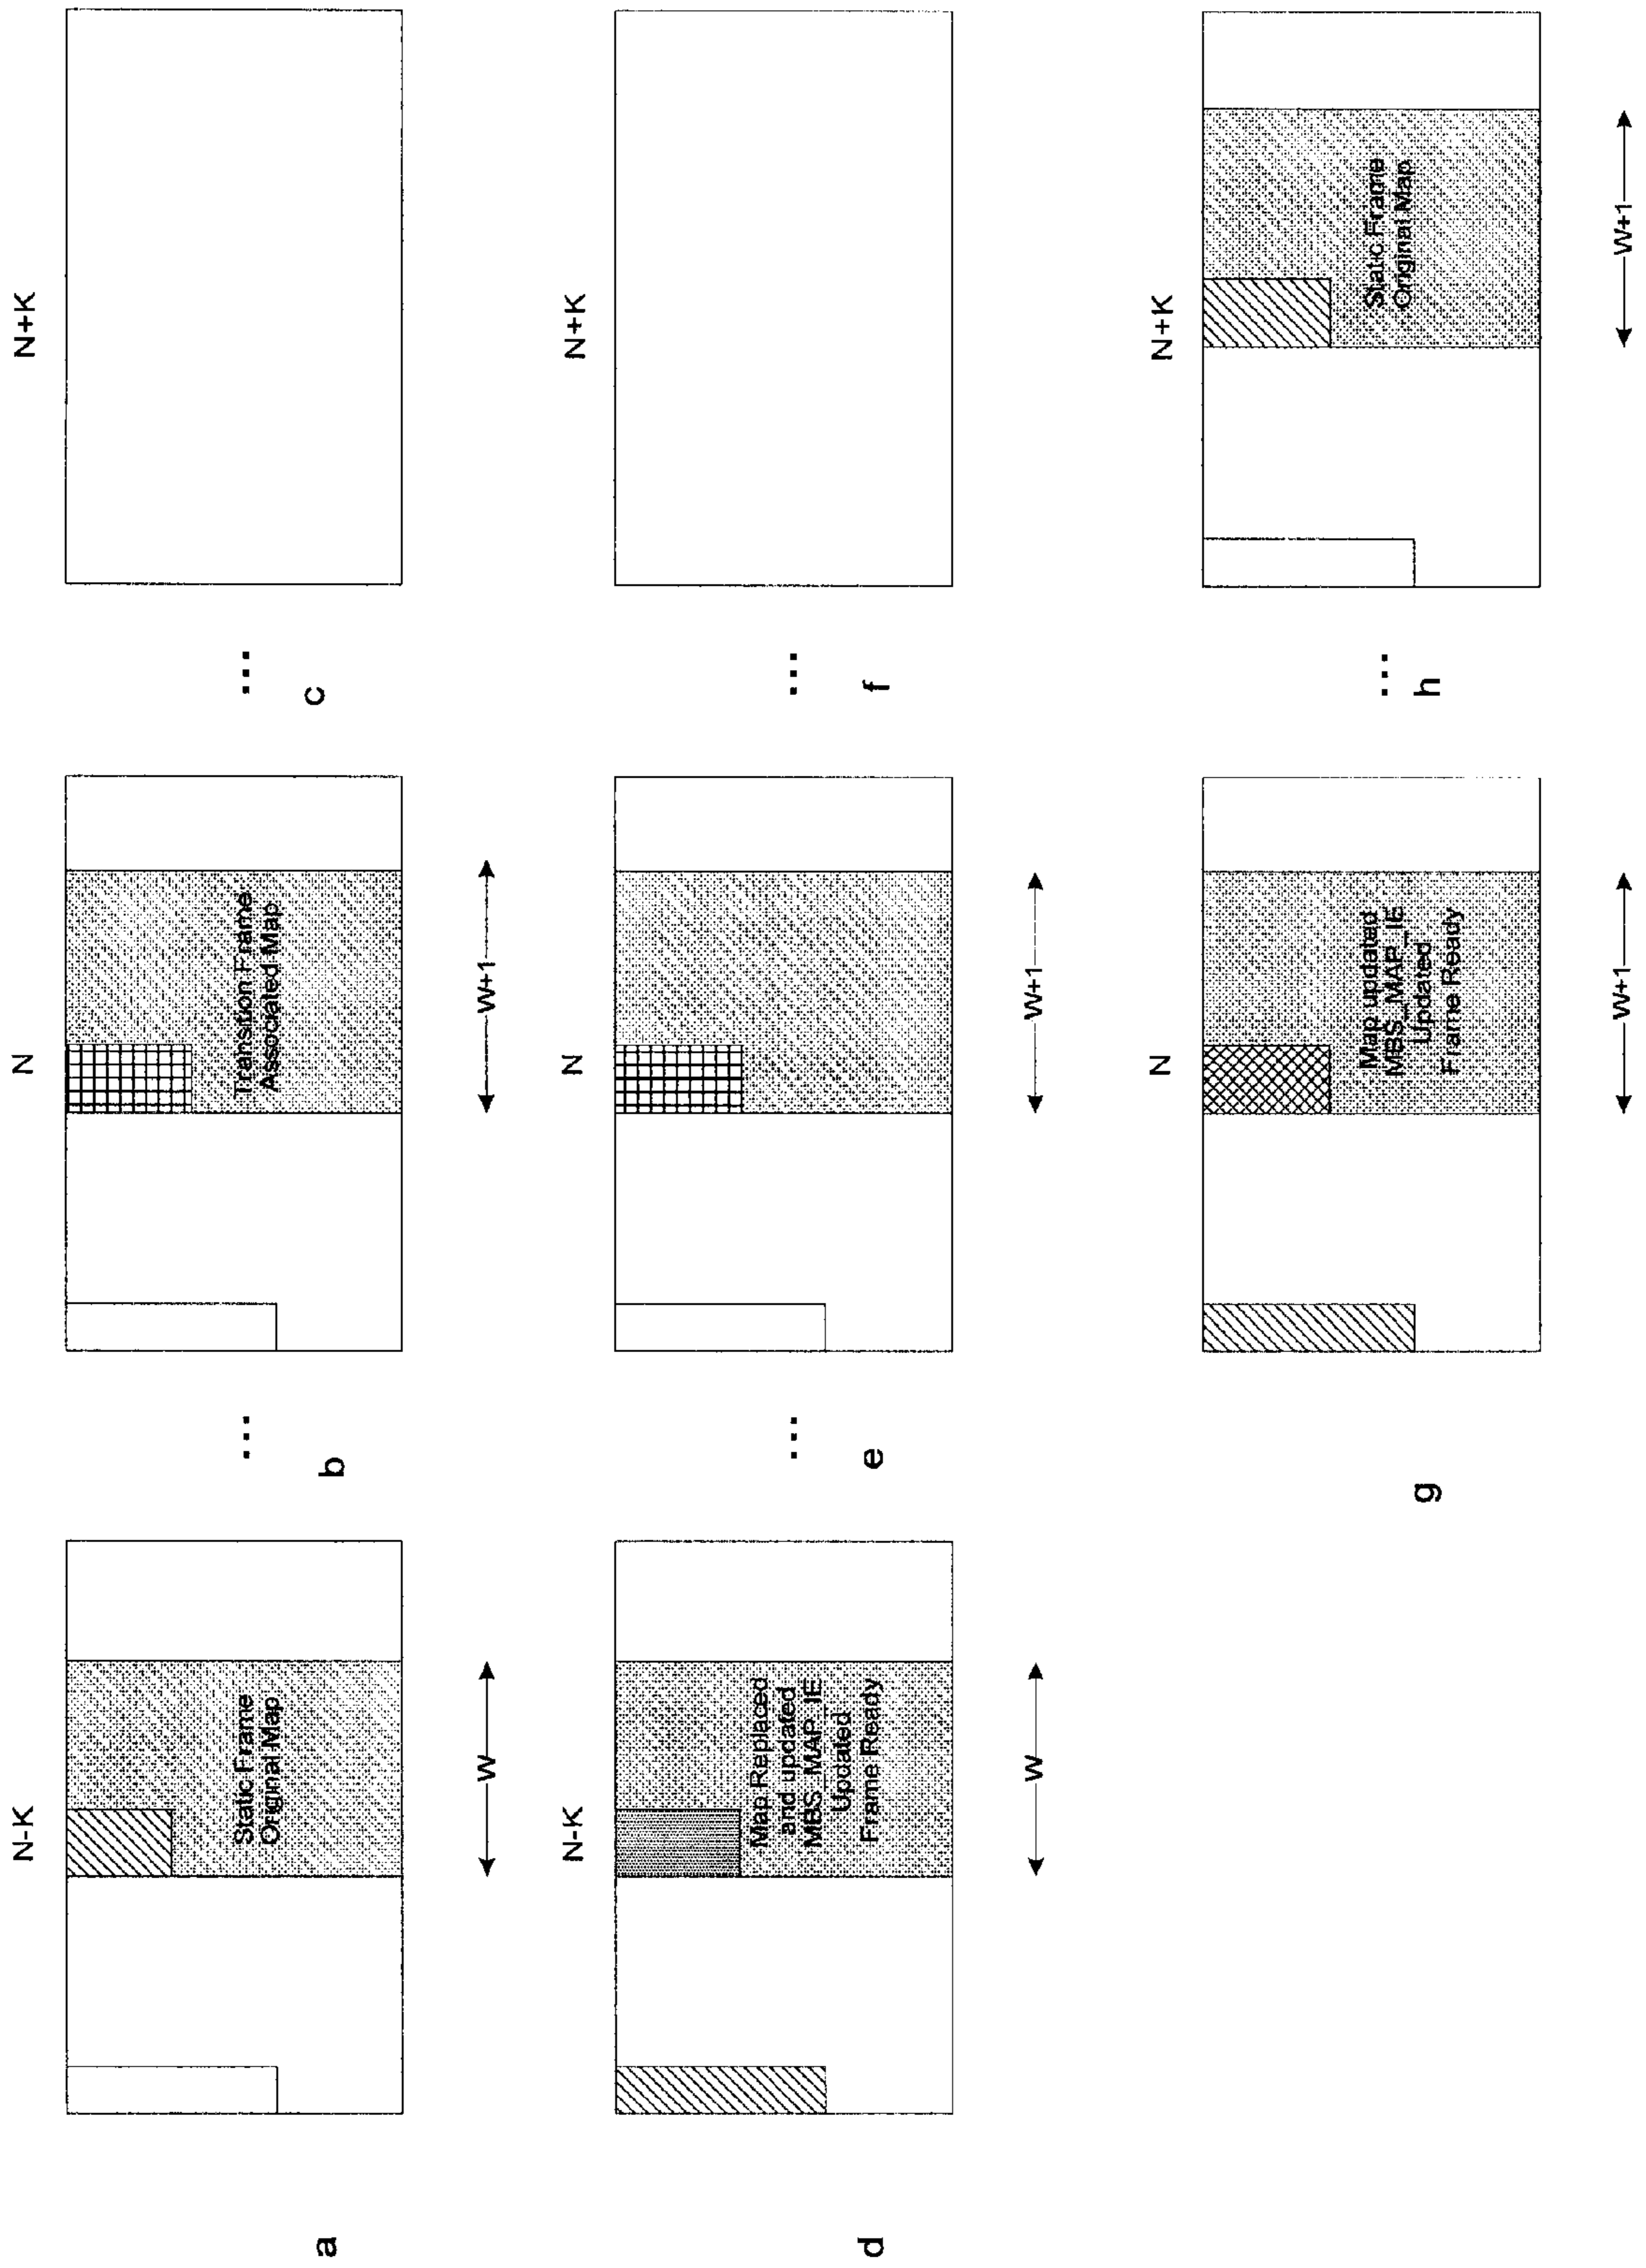 N-K
N
N+K
Static Frame
Original Map
Transition Frame
Associated Map
W
W+1
a
...
b
...
c
N-K
N
N+K
Map Replaced
and updated
MBS_MAP_IE
Updated
Frame Ready
W
W+1
d
...
e
...
f
N
N+K
Map updated
MBS_MAP_IE
Updated
Frame Ready
Static Frame
Original Map
W+1
W+1
g
...
h